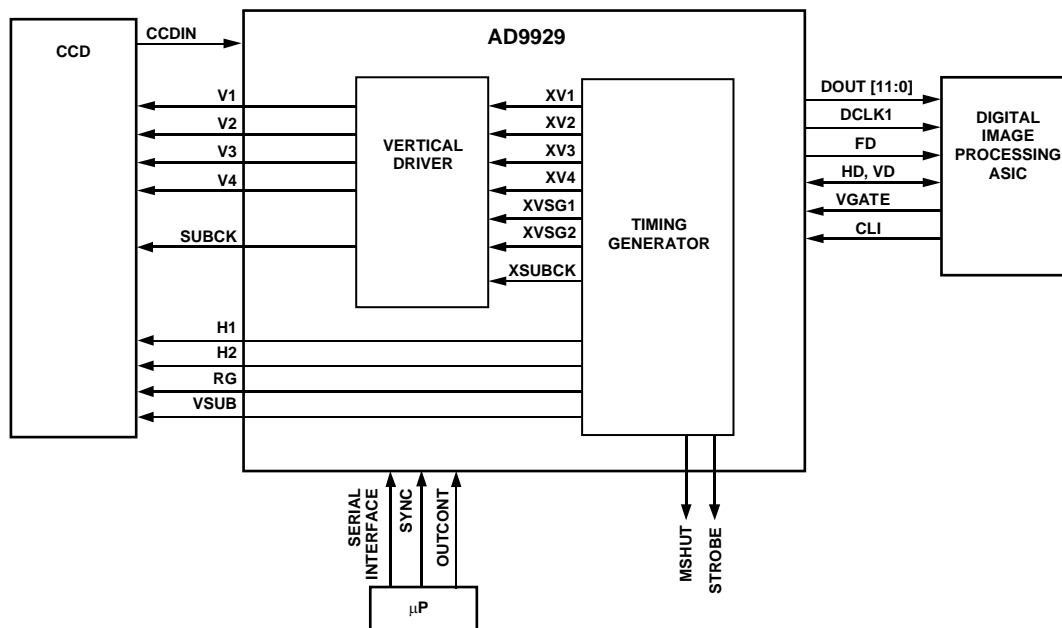 CCD
CCDIN
AD9929
V1
V2
V3
V4
SUBCK
VERTICAL
DRIVER
XV1
XV2
XV3
XV4
XVSG1
XVSG2
XSUBCK
TIMING
GENERATOR
DOUT [11:0]
DCLK1
FD
HD, VD
VGATE
CLI
DIGITAL
IMAGE
PROCESSING
ASIC
H1
H2
RG
VSUB
SERIAL
INTERFACE
SYNC
OUTCONT
MSHUT
STROBE
μP